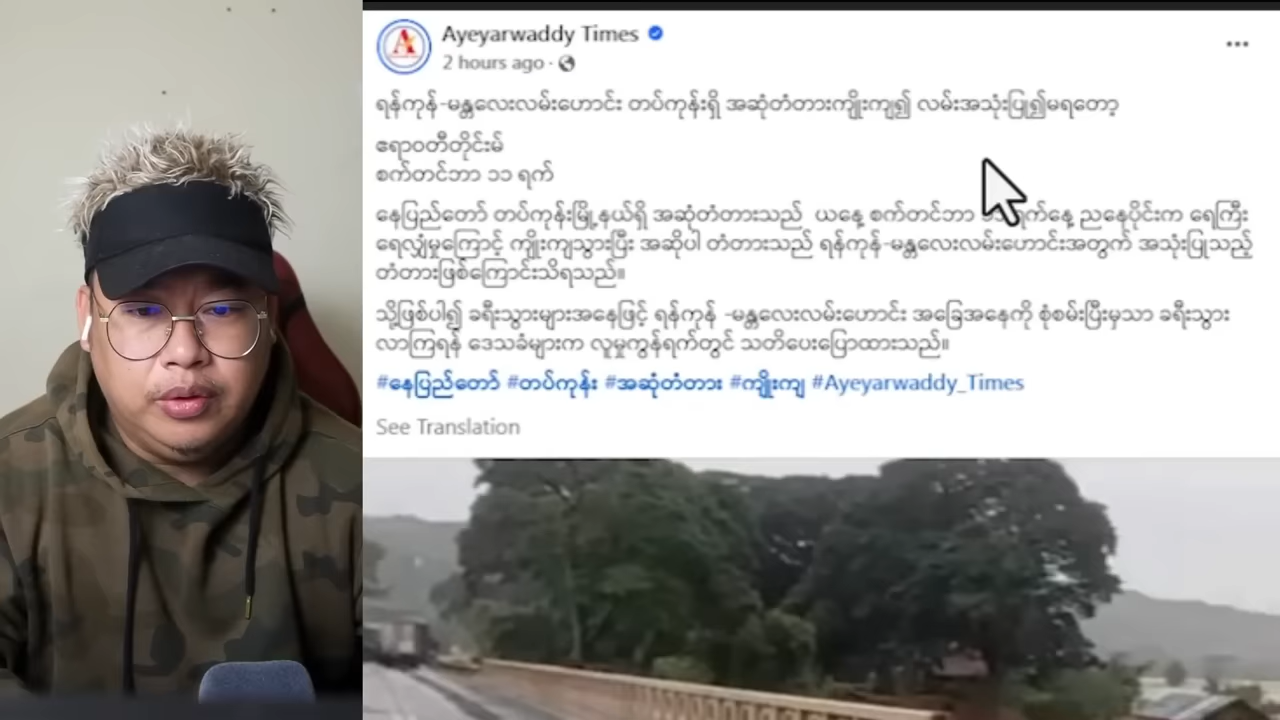 Ayeyarwaddy Times
2 hours ago ·
ရန်ကုန်-မန္တလေးလမ်းဟောင်း တပ်ကုန်းရှိ အဆုံတံတားကျိုးကျ၍ လမ်းအသုံးပြု၍မရတော့
ဧရာဝတီတိုင်းမ်
စက်တင်ဘာ ၁၁ ရက်
နေပြည်တော် တပ်ကုန်းမြို့နယ်ရှိ အဆုံတံတားသည် ယနေ့ စက်တင်ဘာ ညနေပိုင်းက ရေကြီး
ရေလျှံမှုကြောင့် ကျိုးကျသွားပြီး အဆိုပါ တံတားသည် ရန်ကုန်-မန္တလေးလမ်းဟောင်းအတွက် အသုံးပြုသည့်
တံတားဖြစ်ကြောင်းသိရသည်။
သို့ဖြစ်ပါ၍ ခရီးသွားများအနေဖြင့် ရန်ကုန် -မန္တလေးလမ်းဟောင်း အခြေအနေကို စုံစမ်းပြီးမှသာ ခရီးသွား
လာကြရန် ဒေသခံများက လူမှုကွန်ရက်တွင် သတိပေးပြောထားသည်။
#နေပြည်တော် #တပ်ကုန်း #အဆုံတံတား #ကျိုးကျ #Ayeyarwaddy_Times
See Translation